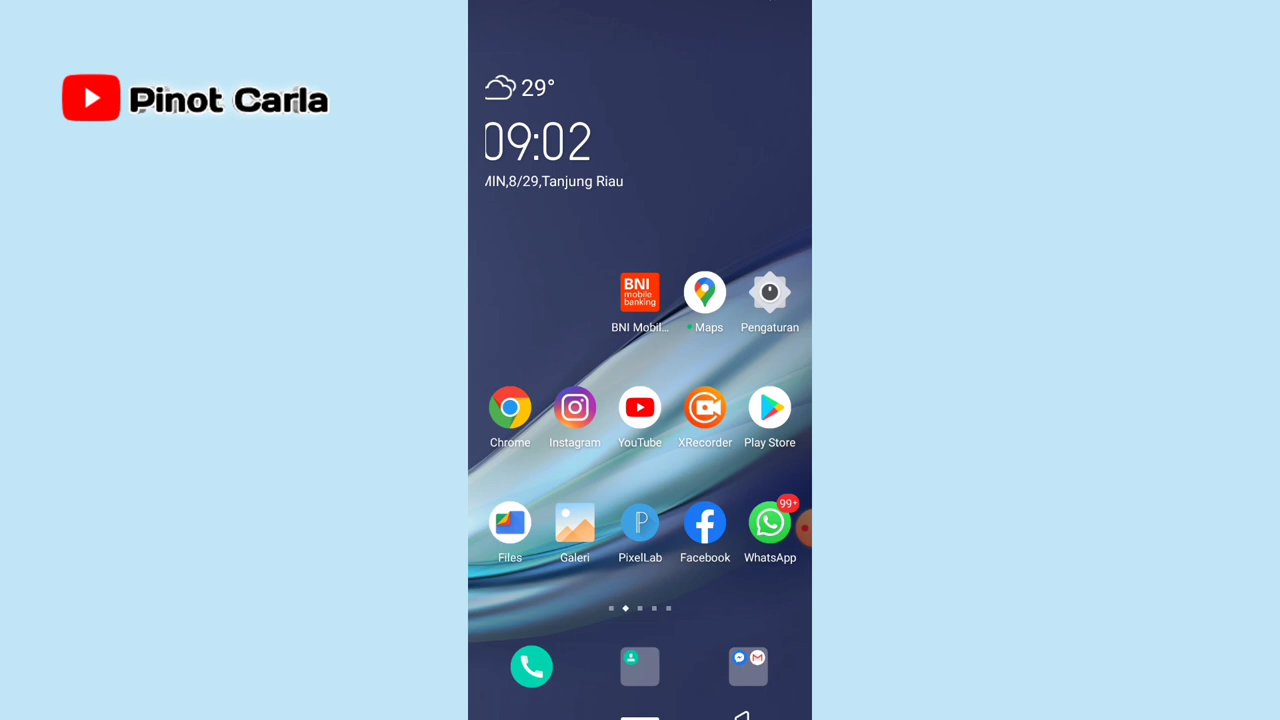 Pinot Carla
29°
09:02
MIN,8/29,Tanjung Riau
BNI
mobile
banking
BNI Mobil... Maps Pengaturan
Chrome Instagram YouTube XRecorder Play Store
99+
Files Galeri PixelLab Facebook WhatsApp